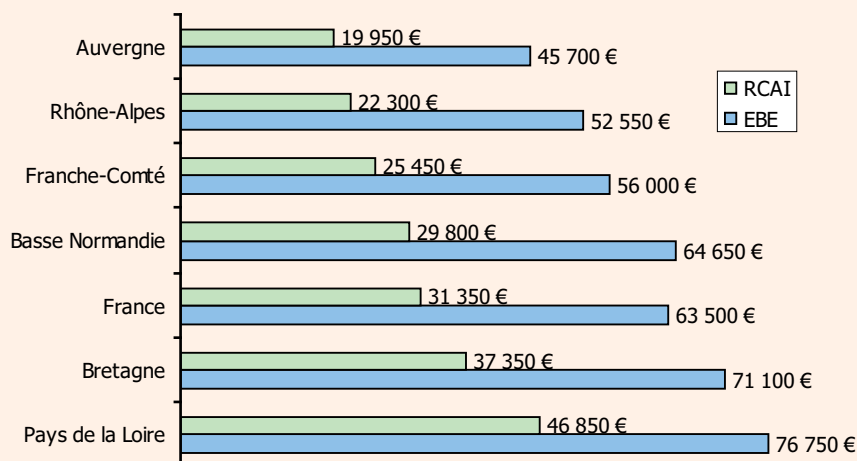 Auvergne
19 950 €
45 700 €
Rhône-Alpes
22 300 €
52 550 €
RCAI
EBE
Franche-Comté
25 450 €
56 000 €
Basse Normandie
29 800 €
64 650 €
France
31 350 €
63 500 €
Bretagne
37 350 €
71 100 €
Pays de la Loire
46 850 €
76 750 €